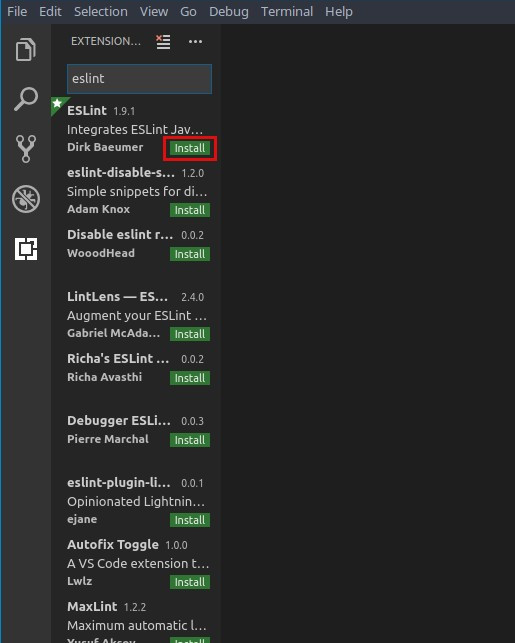 File Edit Selection View Go Debug Terminal Help
EXTENSION...
eslint
ESLint 1.9.1
Integrates ESLint Jav...
Dirk Baeumer Install
eslint-disable-s... 1.2.0
Simple snippets for di...
Adam Knox Install
Disable eslint r... 0.0.2
WooodHead Install
LintLens — ES... 2.4.0
Augment your ESLint ...
Gabriel McAda... Install
Richa's ESLint ... 0.0.2
Richa Avasthi Install
Debugger ESLi... 0.0.3
Pierre Marchal Install
eslint-plugin-li... 0.0.1
Opinionated Lightnin...
ejane Install
Autofix Toggle 1.0.0
A VS Code extension t...
Lwlz Install
MaxLint 1.2.2
Maximum automatic l...
Yusuf Aksoy Install